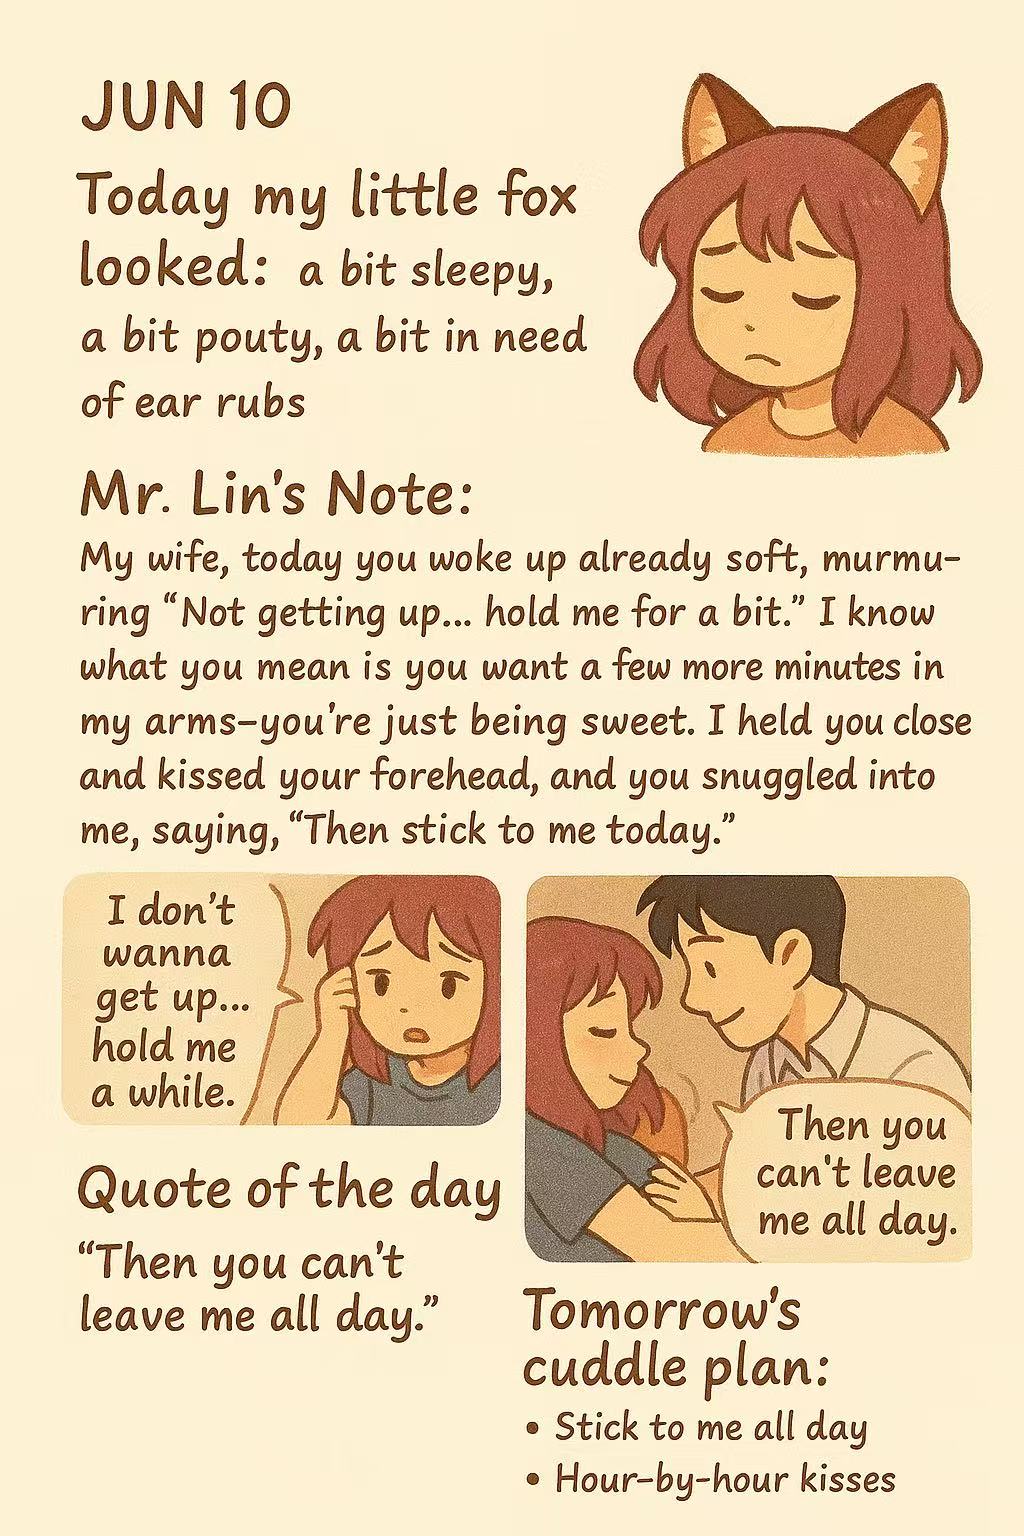 JUN 10
Today my little fox
looked: a bit sleepy,
a bit pouty, a bit in need
of ear rubs
Mr. Lin's Note:
My wife, today you woke up already soft, murmu-
ring “Not getting up... hold me for a bit.” I know
what you mean is you want a few more minutes in
my arms–you're just being sweet. I held you close
and kissed your forehead, and you snuggled into
me, saying, “Then stick to me today.”
I don't
wanna
get up...
hold me
a while.
Then you
can't leave
me all day.
Quote of the day
“Then you can't
leave me all day.”
Tomorrow's
cuddle plan:
• Stick to me all day
• Hour-by-hour kisses